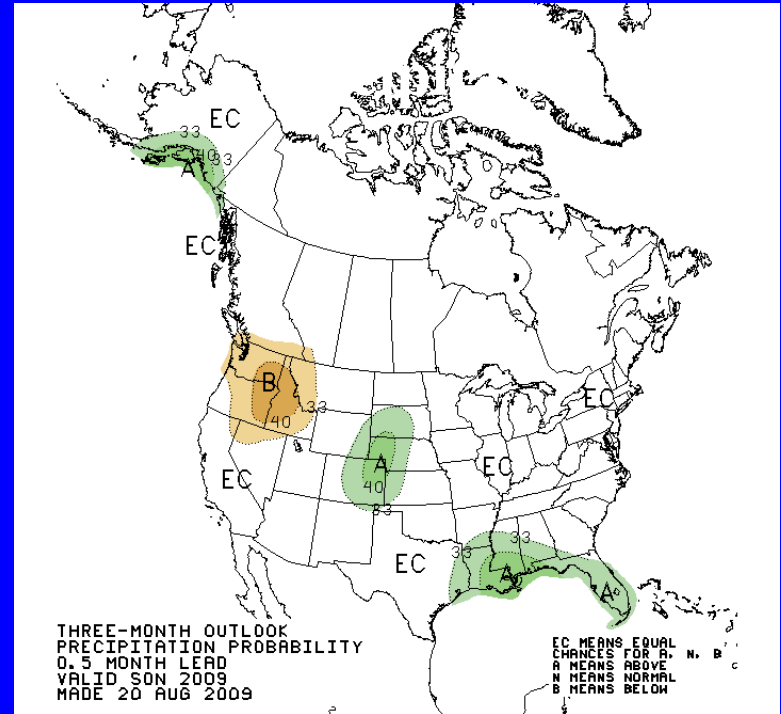 EC
33
40
33
A
EC
B
33
40
EC
A
40
33
EC
EC
EC
33
33
A
A
THREE-MONTH OUTLOOK
PRECIPITATION PROBABILITY
0.5 MONTH LEAD
VALID SON 2009
MADE 20 AUG 2009
EC MEANS EQUAL
CHANCES FOR A, N, B
A MEANS ABOVE
N MEANS NORMAL
B MEANS BELOW